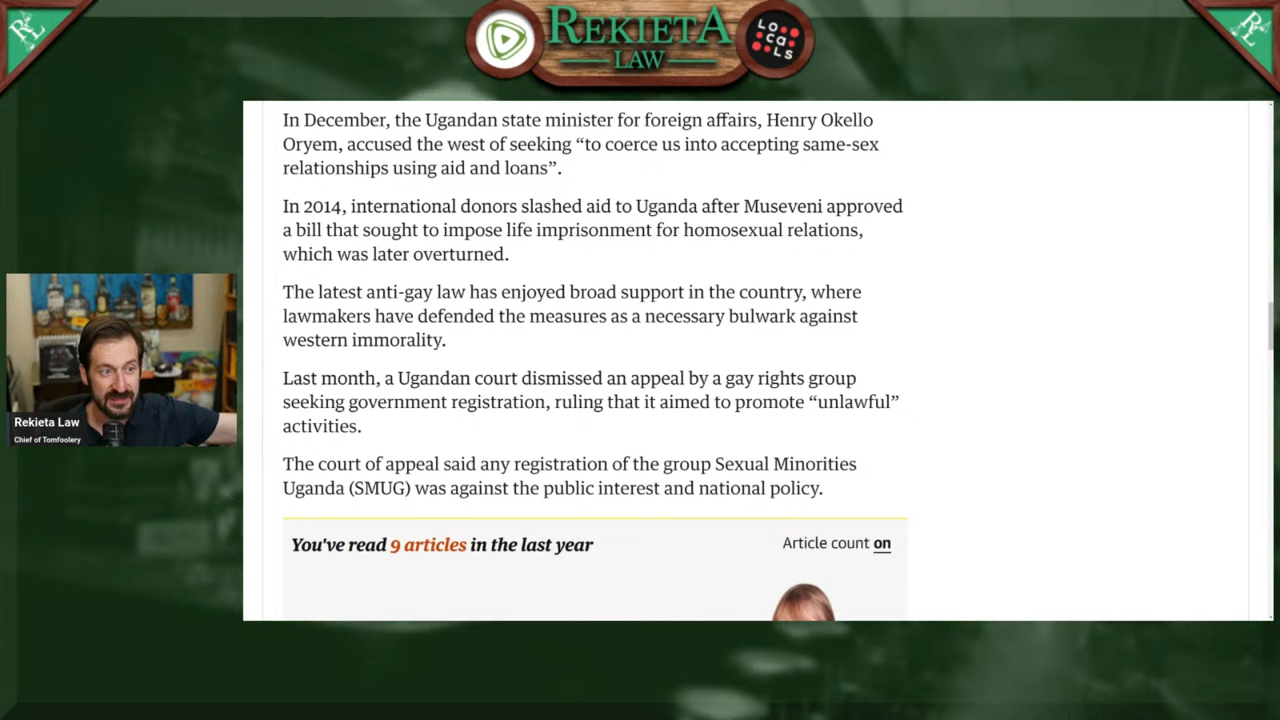 RL
REKIETA
LAW
LOCALS
RL
In December, the Ugandan state minister for foreign affairs, Henry Okello
Oryem, accused the west of seeking “to coerce us into accepting same-sex
relationships using aid and loans”.
In 2014, international donors slashed aid to Uganda after Museveni approved
a bill that sought to impose life imprisonment for homosexual relations,
which was later overturned.
The latest anti-gay law has enjoyed broad support in the country, where
lawmakers have defended the measures as a necessary bulwark against
western immorality.
Last month, a Ugandan court dismissed an appeal by a gay rights group
seeking government registration, ruling that it aimed to promote “unlawful”
activities.
The court of appeal said any registration of the group Sexual Minorities
Uganda (SMUG) was against the public interest and national policy.
You've read 9 articles in the last year
Article count on
Rekieta Law
Chief of Tomfoolery